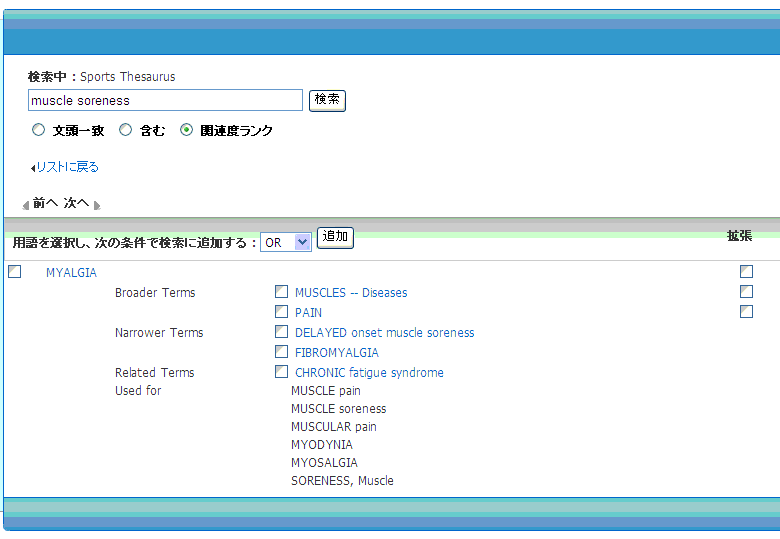 検索中 : Sports Thesaurus
muscle soreness 検索
文頭一致 含む 関連度ランク
リストに戻る
前へ 次へ
用語を選択し、次の条件で検索に追加する : OR 追加 拡張
MYALGIA
Broader Terms MUSCLES -- Diseases
PAIN
Narrower Terms DELAYED onset muscle soreness
FIBROMYALGIA
Related Terms CHRONIC fatigue syndrome
Used for MUSCLE pain
MUSCLE soreness
MUSCULAR pain
MYODYNIA
MYOSALGIA
SORENESS, Muscle